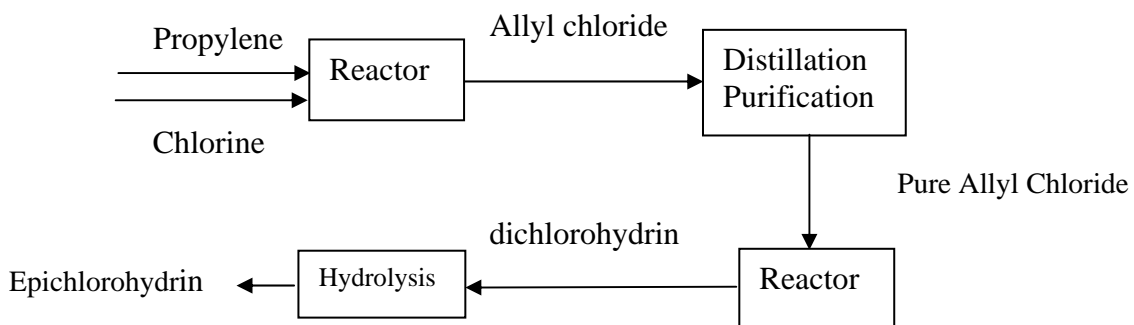 Propylene
Chlorine
Reactor
Allyl chloride
Distillation
Purification
Pure Allyl Chloride
Reactor
dichlorohydrin
Hydrolysis
Epichlorohydrin